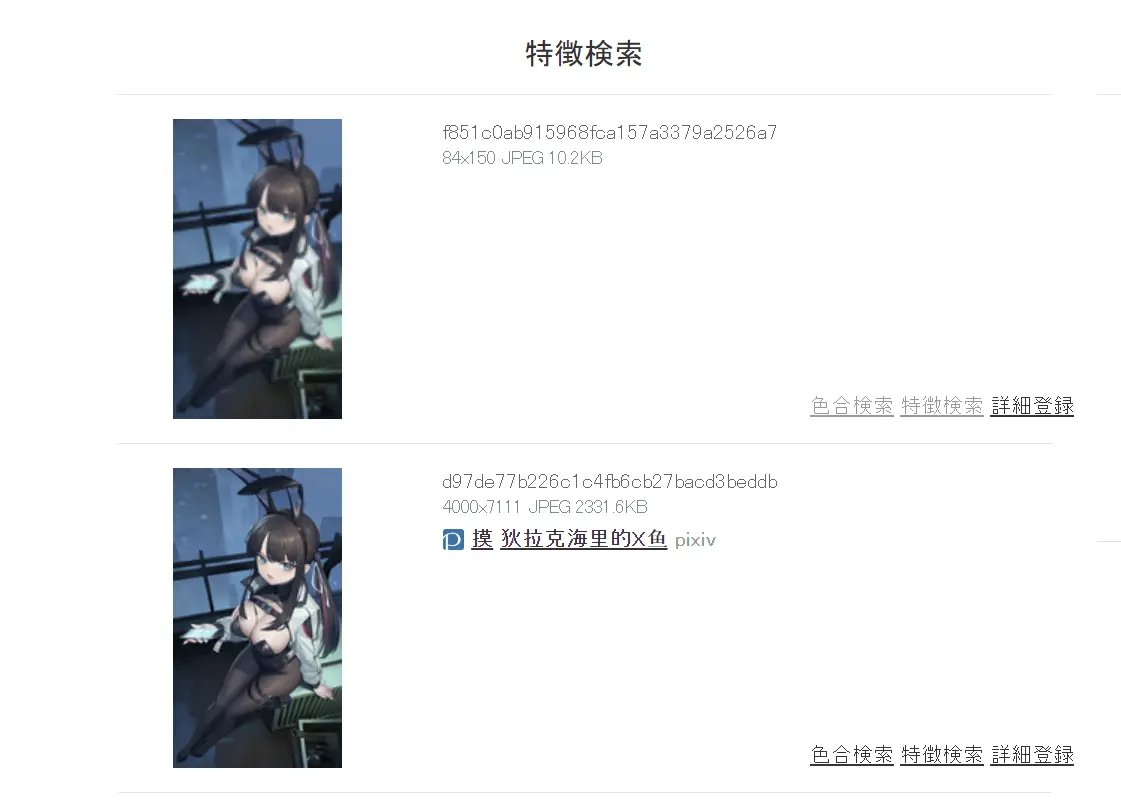 特徴検索
f851c0ab915968fca157a3379a2526a7
84x150 JPEG 10.2KB
色合検索 特徴検索 詳細登録
d97de77b226c1c4fb6cb27bacd3beddb
4000x7111 JPEG 2331.6KB
摸 狄拉克海里的X鱼 pixiv
色合検索 特徴検索 詳細登録